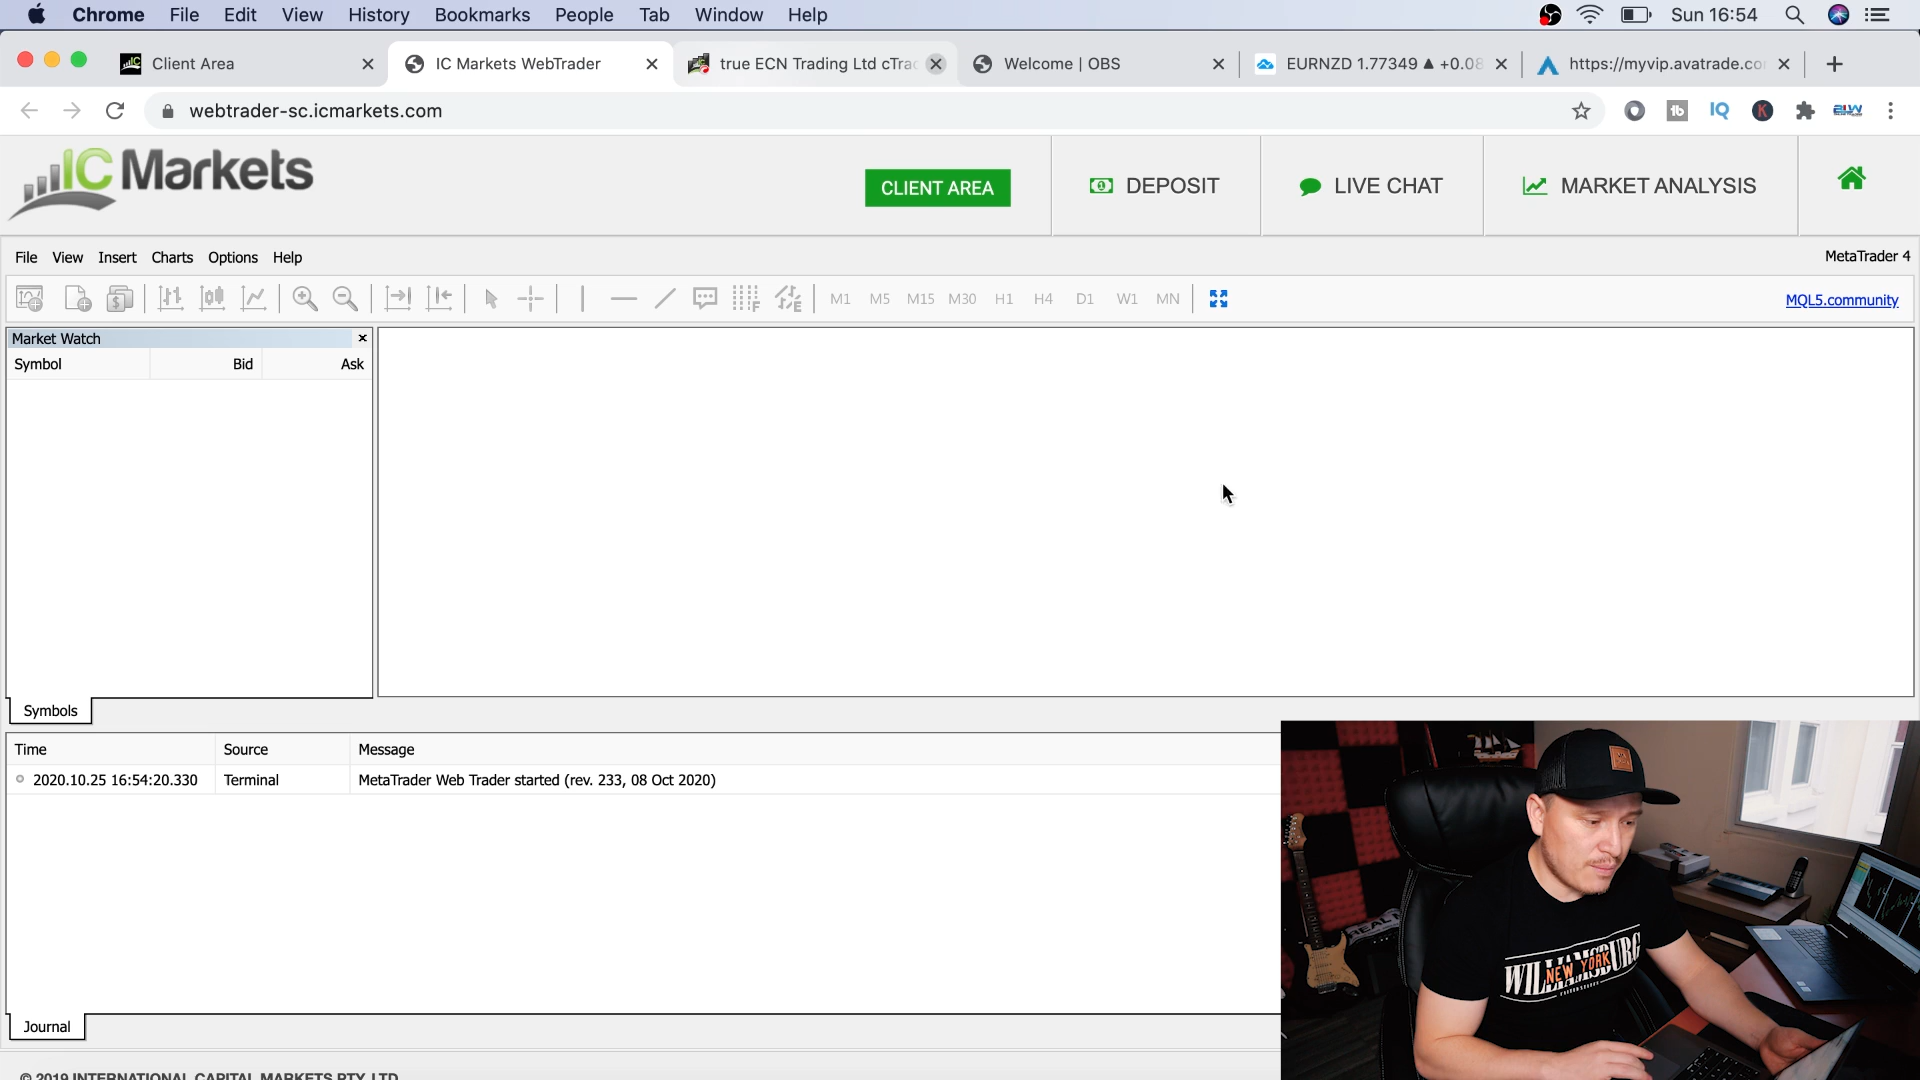 Chrome File Edit View History Bookmarks People Tab Window Help Sun 16:54
Client Area
IC Markets WebTrader
true ECN Trading Ltd cTrac
Welcome | OBS
EURNZD 1.77349 ▲ +0.08
https://myvip.avatrade.co
webtrader-sc.icmarkets.com
IC Markets
CLIENT AREA
DEPOSIT
LIVE CHAT
MARKET ANALYSIS
File View Insert Charts Options Help
MetaTrader 4
M1 M5 M15 M30 H1 H4 D1 W1 MN
MQL5.community
Market Watch
Symbol Bid Ask
Symbols
Time Source Message
2020.10.25 16:54:20.330 Terminal MetaTrader Web Trader started (rev. 233, 08 Oct 2020)
WILLIAMSBURG
NEW YORK
Journal
© 2019 INTERNATIONAL CAPITAL MARKETS PTY. LTD